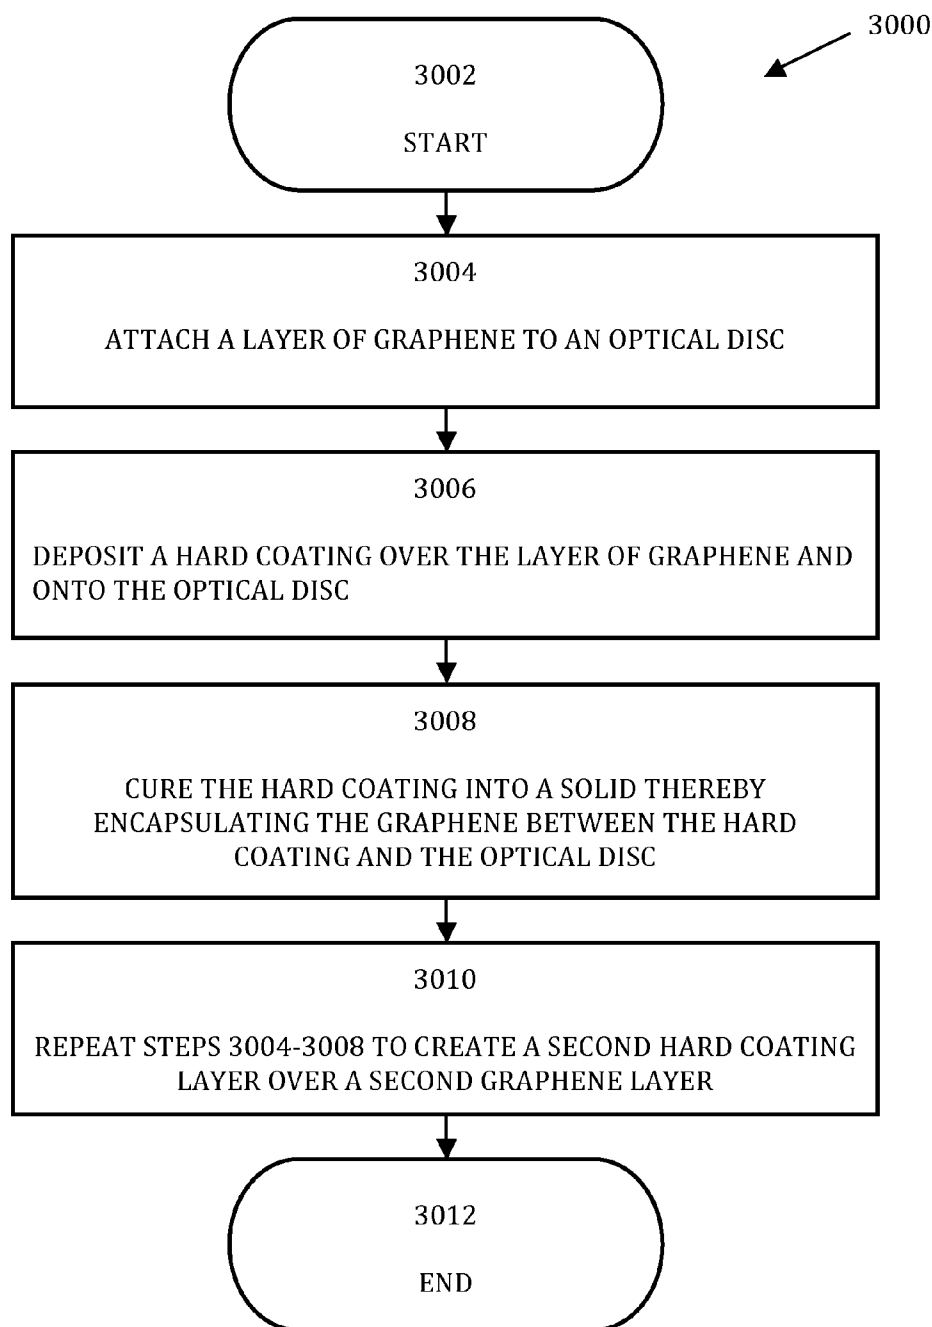 3000
3002
START
3004
ATTACH A LAYER OF GRAPHENE TO AN OPTICAL DISC
3006
DEPOSIT A HARD COATING OVER THE LAYER OF GRAPHENE AND
ONTO THE OPTICAL DISC
3008
CURE THE HARD COATING INTO A SOLID THEREBY
ENCAPSULATING THE GRAPHENE BETWEEN THE HARD
COATING AND THE OPTICAL DISC
3010
REPEAT STEPS 3004-3008 TO CREATE A SECOND HARD COATING
LAYER OVER A SECOND GRAPHENE LAYER
3012
END